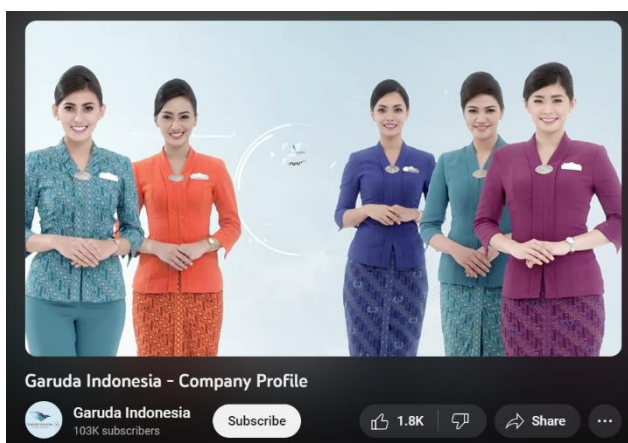 Garuda Indonesia - Company Profile
Garuda Indonesia
103K subscribers
Subscribe
1.8K
Share